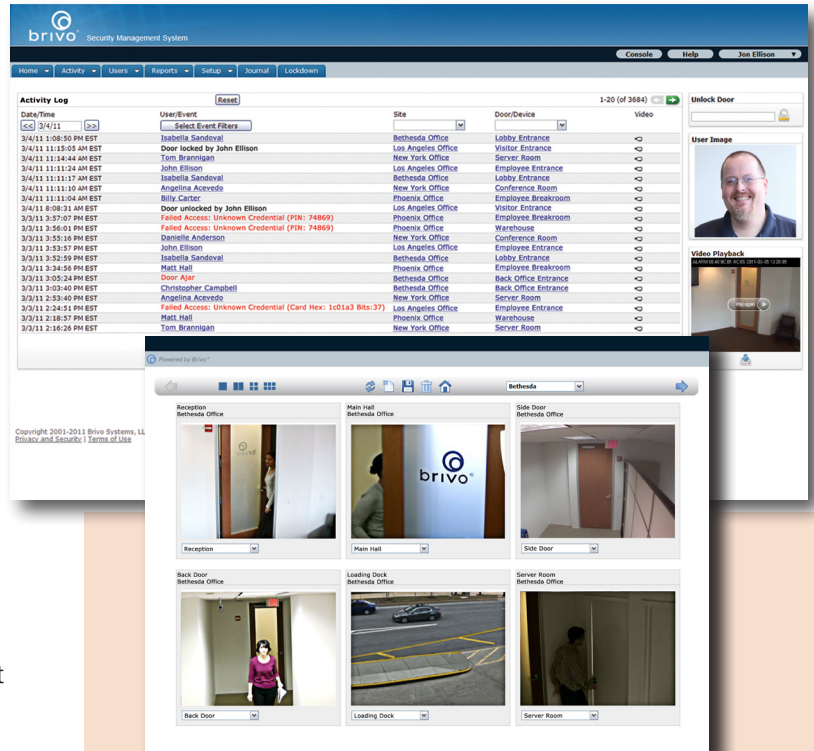 brivo Security Management System
Console Help Jon Ellison
Home Activity Users Reports Setup Journal Lockdown
Activity Log Reset 1-20 (of 3684)
Date/Time User/Event Site Door/Device Video
<< 3/4/11 >> Select Event Filters
3/4/11 1:08:50 PM EST Isabella Sandoval Bethesda Office Lobby Entrance
3/4/11 11:15:05 AM EST Door locked by John Ellison Los Angeles Office Visitor Entrance
3/4/11 11:14:44 AM EST Tom Brannigan New York Office Server Room
3/4/11 11:11:24 AM EST John Ellison Los Angeles Office Employee Entrance
3/4/11 11:11:17 AM EST Isabella Sandoval Bethesda Office Lobby Entrance
3/4/11 11:11:10 AM EST Angelina Acevedo New York Office Conference Room
3/4/11 11:11:04 AM EST Billy Carter Phoenix Office Employee Breakroom
3/4/11 8:08:31 AM EST Door unlocked by John Ellison Los Angeles Office Visitor Entrance
3/3/11 3:57:07 PM EST Failed Access: Unknown Credential (PIN: 74869) Phoenix Office Employee Breakroom
3/3/11 3:56:01 PM EST Failed Access: Unknown Credential (PIN: 74869) Phoenix Office Warehouse
3/3/11 3:55:16 PM EST Danielle Anderson New York Office Conference Room
3/3/11 3:53:57 PM EST John Ellison Los Angeles Office Employee Entrance
3/3/11 3:52:59 PM EST Isabella Sandoval Bethesda Office Lobby Entrance
3/3/11 3:34:56 PM EST Matt Hall Phoenix Office Employee Breakroom
3/3/11 3:05:24 PM EST Door Ajar Bethesda Office Back Office Entrance
3/3/11 3:03:40 PM EST Christopher Campbell Bethesda Office Back Office Entrance
3/3/11 2:53:40 PM EST Angelina Acevedo New York Office Server Room
3/3/11 2:24:51 PM EST Failed Access: Unknown Credential (Card Hex: 1c01a3 Bits:37) Los Angeles Office Employee Entrance
3/3/11 2:18:57 PM EST Matt Hall Phoenix Office Warehouse
3/3/11 2:16:26 PM EST Tom Brannigan New York Office Server Room
Unlock Door
User Image
Video Playback
Play again
Copyright 2001-2011 Brivo Systems, LL
Privacy and Security | Terms of Use
Powered by Brivo
Bethesda
Reception Main Hall Side Door
Bethesda Office Bethesda Office Bethesda Office
brivo
brivo
Reception Main Hall Side Door
Back Door Loading Dock Server Room
Bethesda Office Bethesda Office Bethesda Office
Back Door Loading Dock Server Room
t